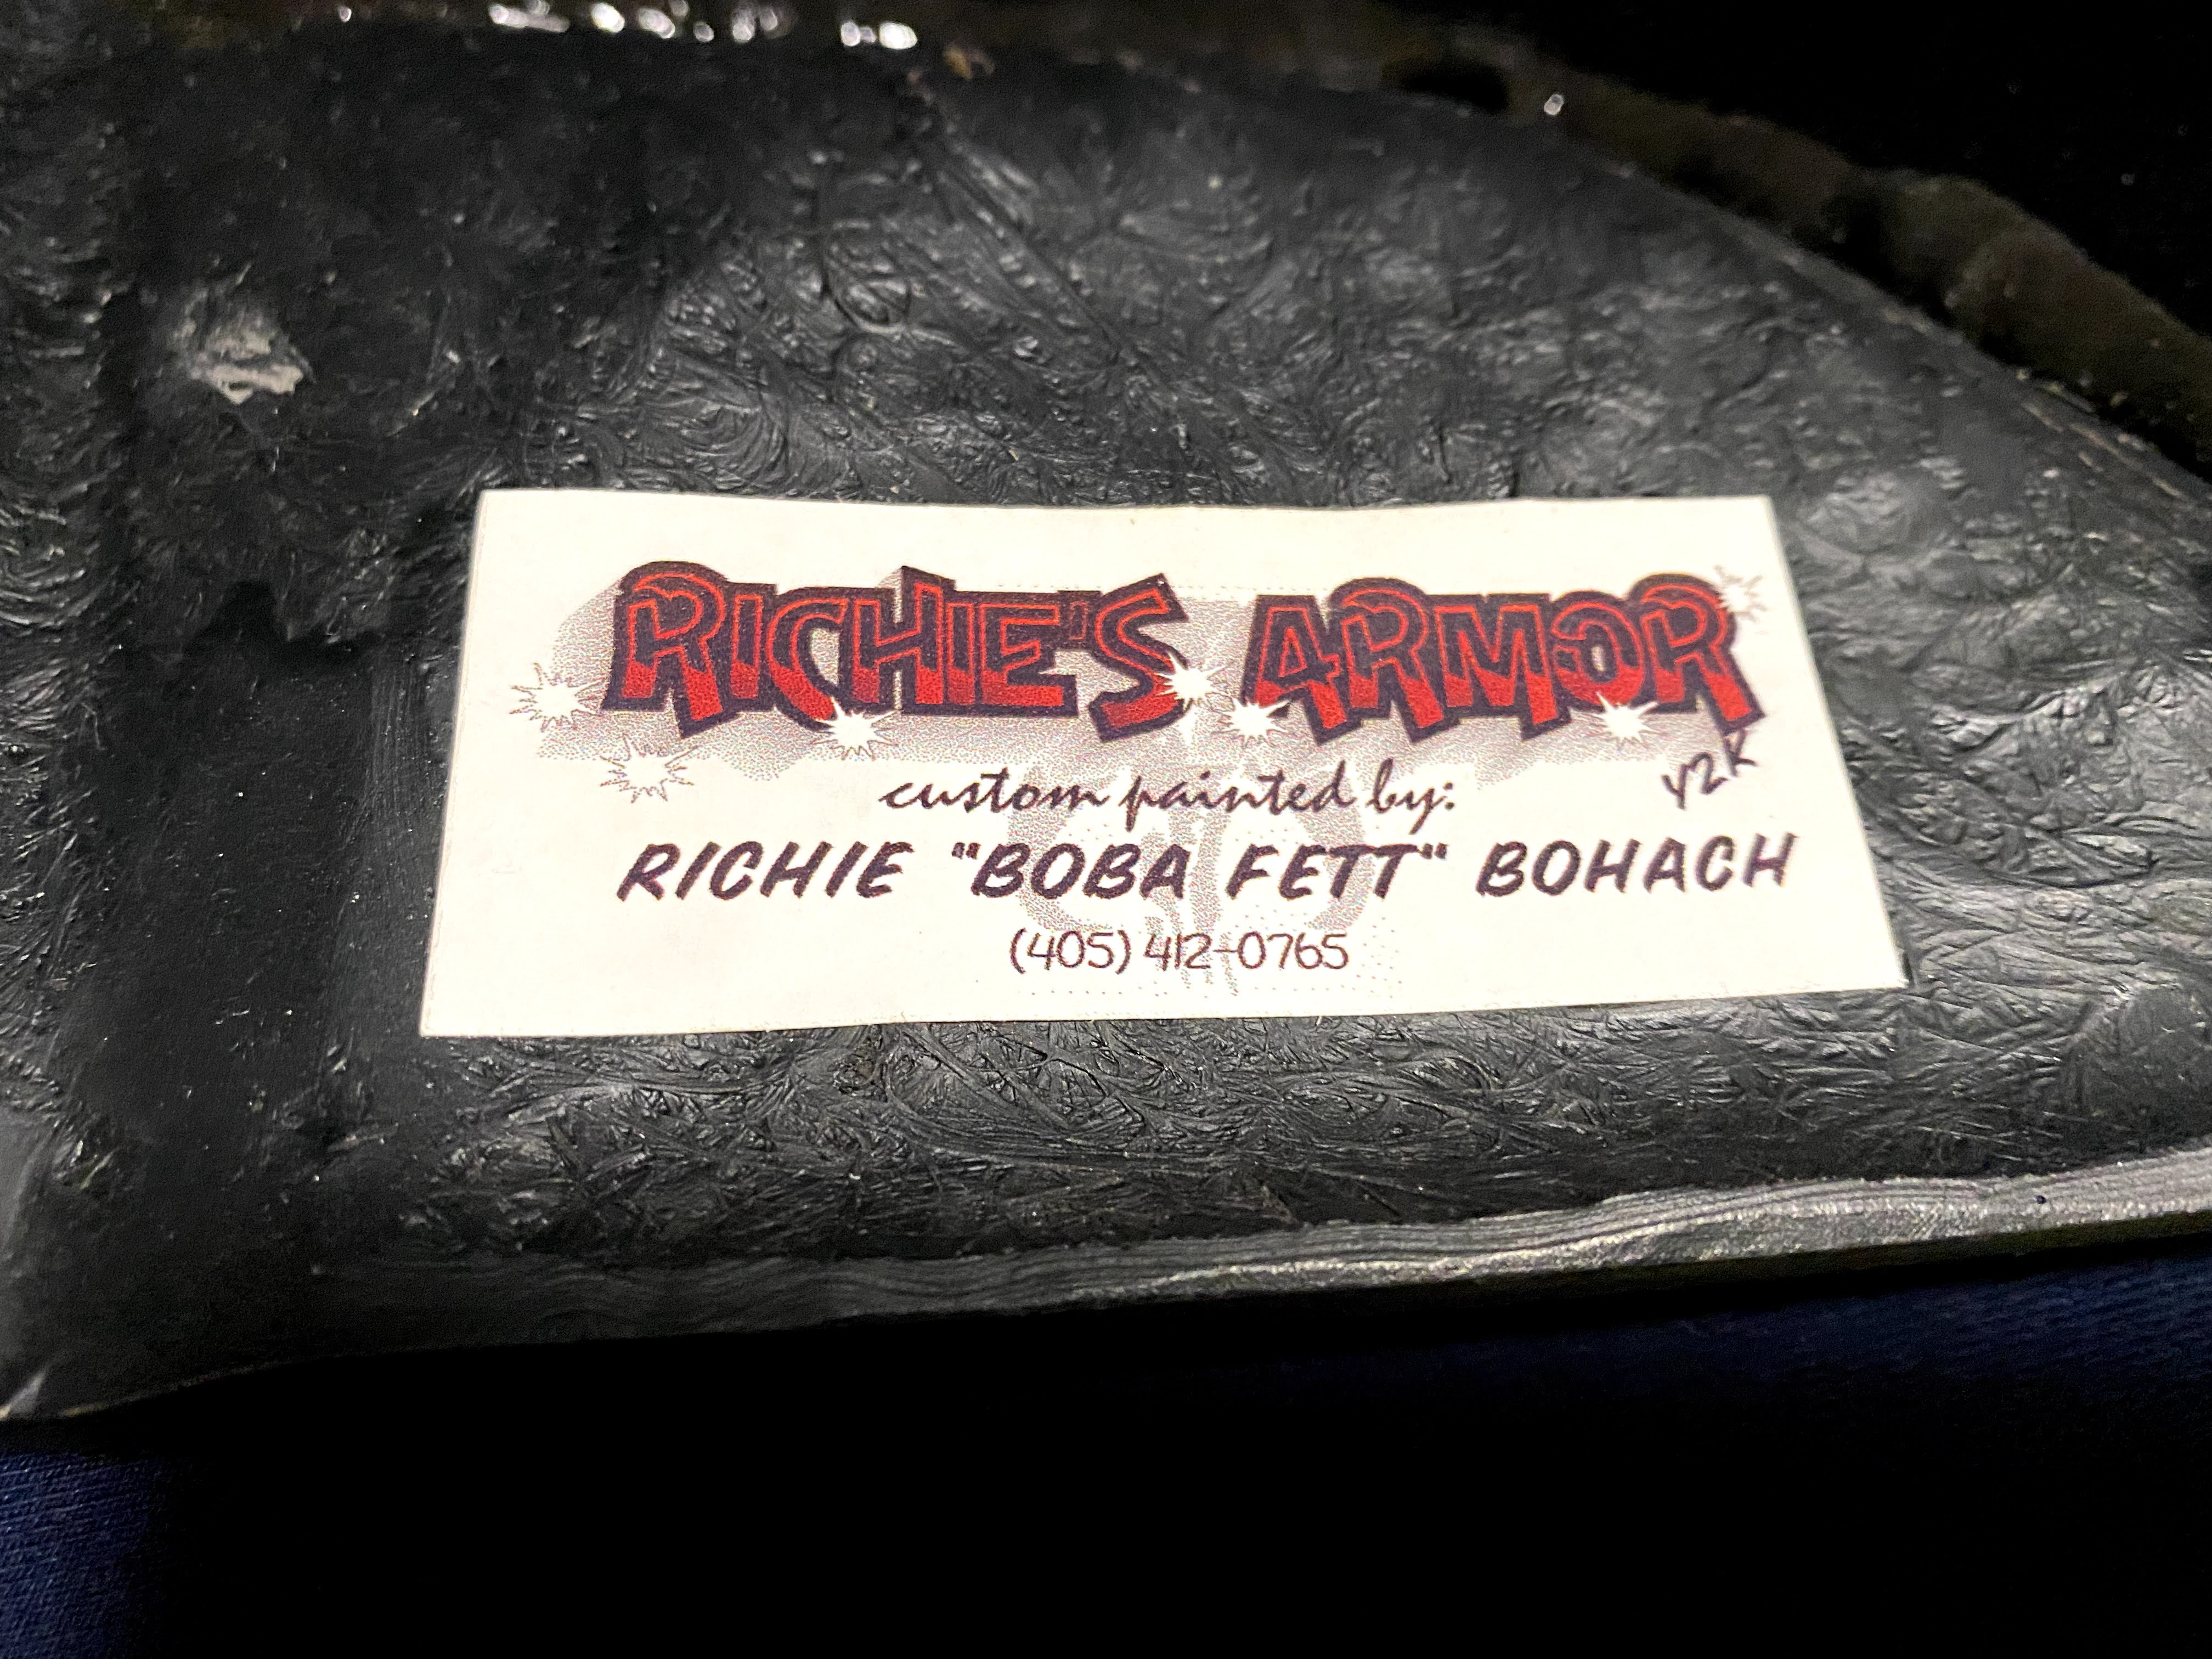 RICHIE'S ARMOR
Y2K
custom painted by:
RICHIE "BOBA FETT" BOHACH
(405) 412-0765